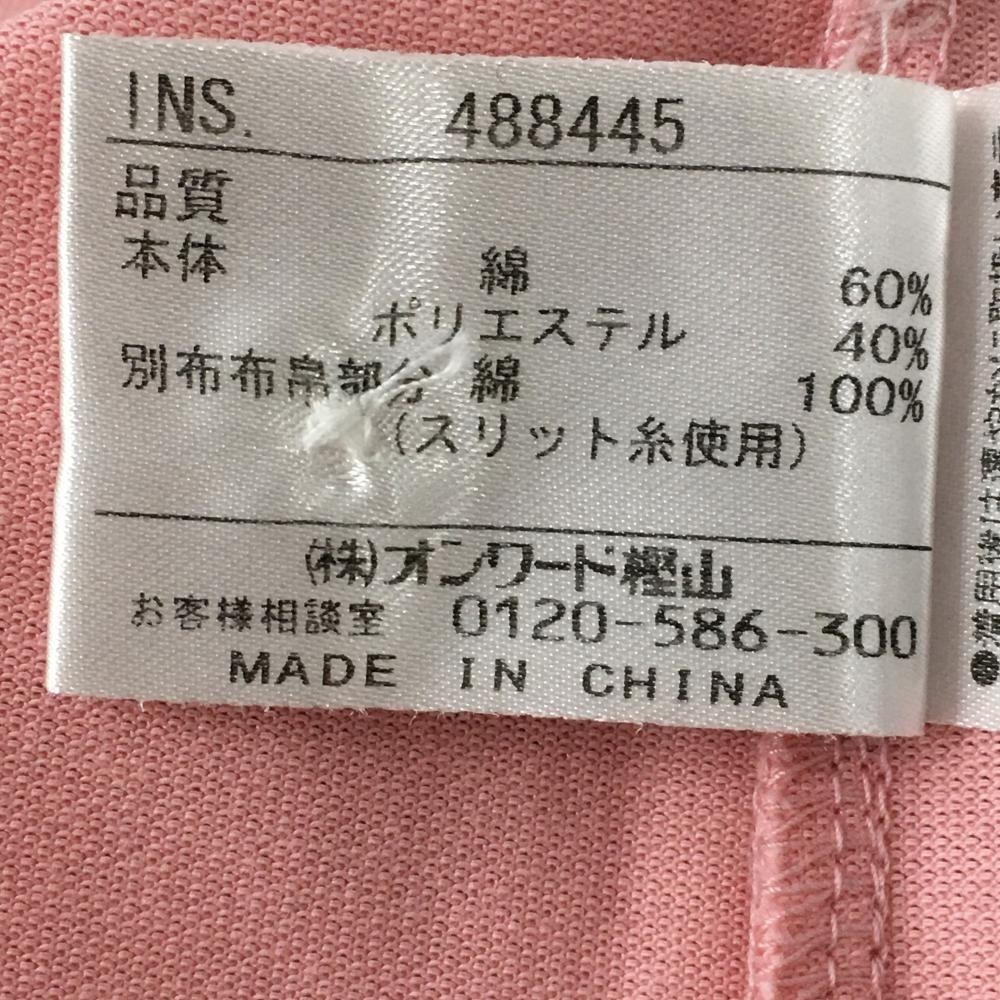 INS. 488445
品質
本体 綿 60%
ポリエステル 40%
別布布帛部分 綿 100%
(スリット糸使用)
(株)オンワード樫山
お客様相談室 0120-586-300
MADE IN CHINA